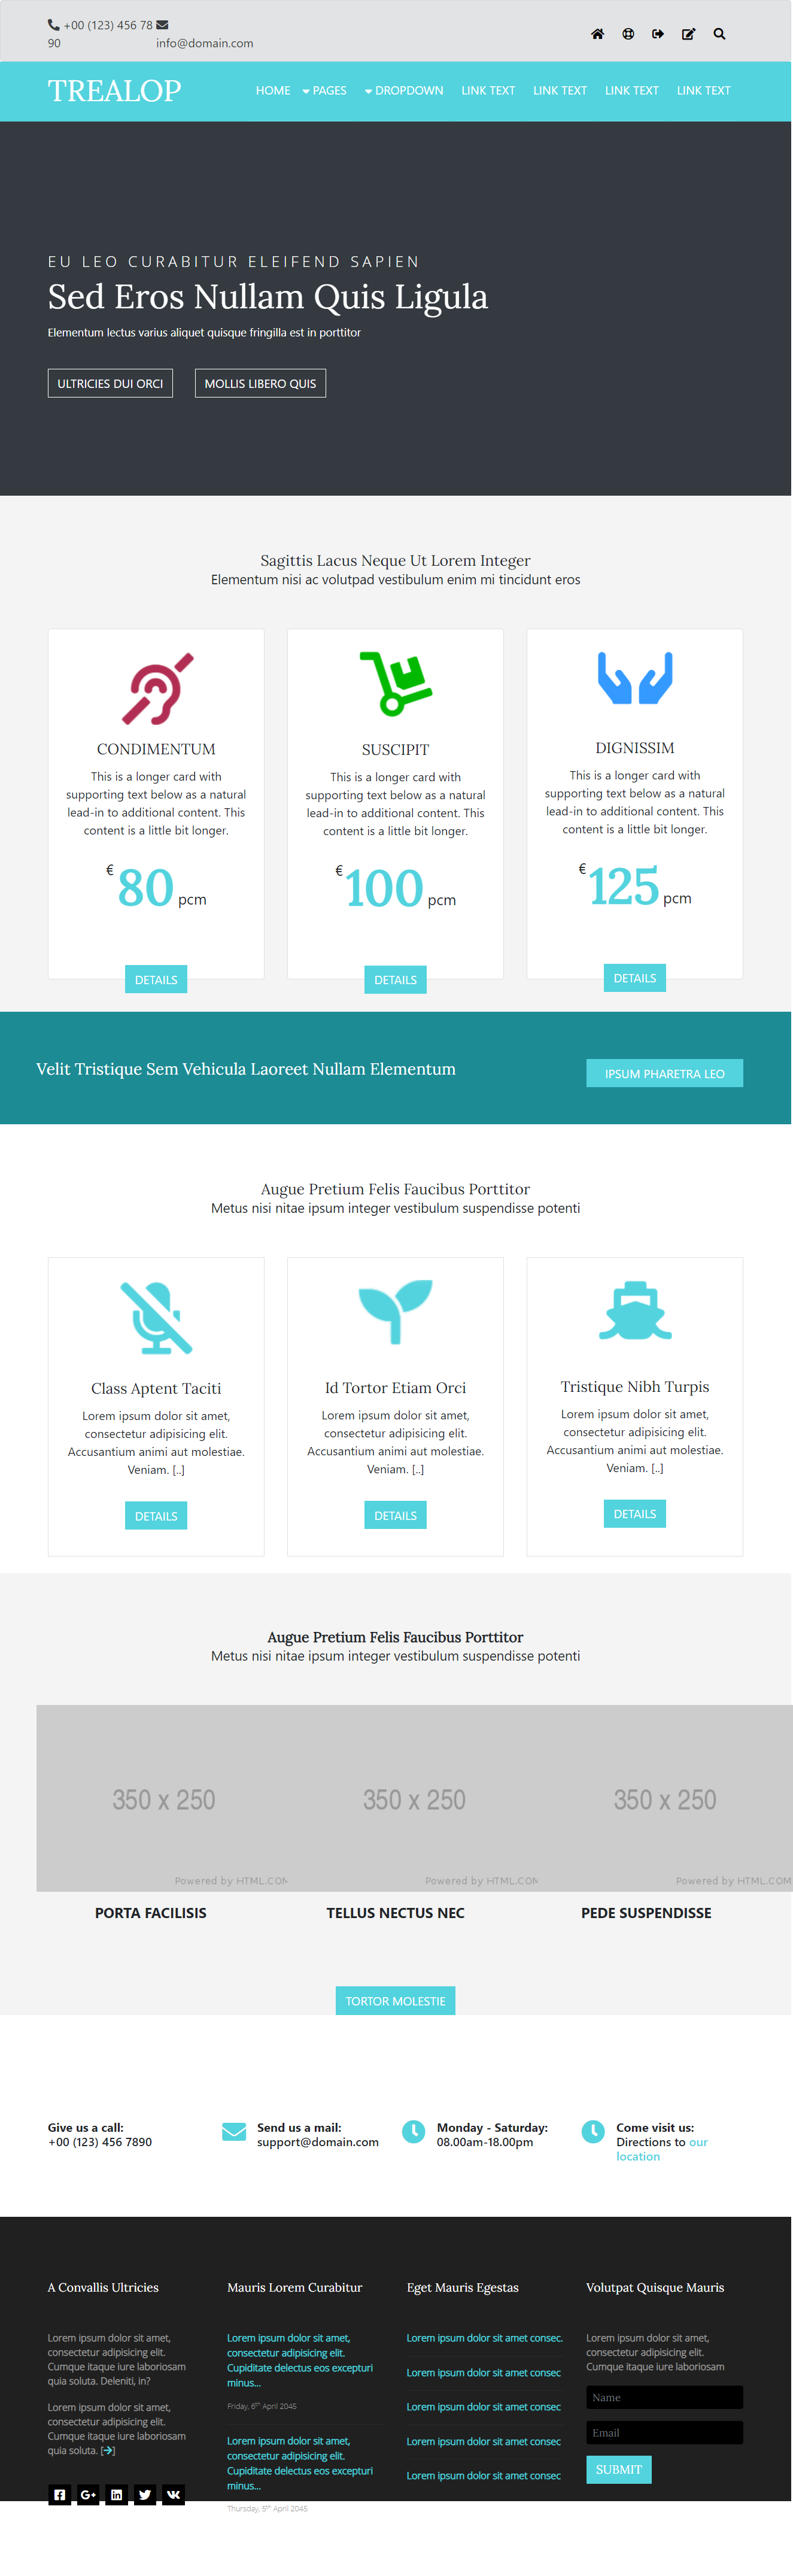 +00 (123) 456 78
90
info@domain.com
TREALOP
HOME PAGES DROPDOWN LINK TEXT LINK TEXT LINK TEXT LINK TEXT
EU LEO CURABITUR ELEIFEND SAPIEN
Sed Eros Nullam Quis Ligula
Elementum lectus varius aliquet quisque fringilla est in porttitor
ULTRICIES DUI ORCI
MOLLIS LIBERO QUIS
Sagittis Lacus Neque Ut Lorem Integer
Elementum nisi ac volutpad vestibulum enim mi tincidunt eros
CONDIMENTUM
This is a longer card with
supporting text below as a natural
lead-in to additional content. This
content is a little bit longer.
€80 pcm
DETAILS
SUSCIPIT
This is a longer card with
supporting text below as a natural
lead-in to additional content. This
content is a little bit longer.
€100 pcm
DETAILS
DIGNISSIM
This is a longer card with
supporting text below as a natural
lead-in to additional content. This
content is a little bit longer.
€125 pcm
DETAILS
Velit Tristique Sem Vehicula Laoreet Nullam Elementum
IPSUM PHARETRA LEO
Augue Pretium Felis Faucibus Porttitor
Metus nisi nitae ipsum integer vestibulum suspendisse potenti
Class Aptent Taciti
Lorem ipsum dolor sit amet,
consectetur adipisicing elit.
Accusantium animi aut molestiae.
Veniam. [..]
DETAILS
Id Tortor Etiam Orci
Lorem ipsum dolor sit amet,
consectetur adipisicing elit.
Accusantium animi aut molestiae.
Veniam. [..]
DETAILS
Tristique Nibh Turpis
Lorem ipsum dolor sit amet,
consectetur adipisicing elit.
Accusantium animi aut molestiae.
Veniam. [..]
DETAILS
Augue Pretium Felis Faucibus Porttitor
Metus nisi nitae ipsum integer vestibulum suspendisse potenti
350 x 250
Powered by HTML.COM
350 x 250
Powered by HTML.COM
350 x 250
Powered by HTML.COM
PORTA FACILISIS
TELLUS NECTUS NEC
PEDE SUSPENDISSE
TORTOR MOLESTIE
Give us a call:
+00 (123) 456 7890
Send us a mail:
support@domain.com
Monday - Saturday:
08.00am-18.00pm
Come visit us:
Directions to our
location
A Convallis Ultricies
Lorem ipsum dolor sit amet,
consectetur adipisicing elit.
Cumque itaque iure laboriosam
quia soluta. Deleniti, in?
Lorem ipsum dolor sit amet,
consectetur adipisicing elit.
Cumque itaque iure laboriosam
quia soluta. [→]
Mauris Lorem Curabitur
Lorem ipsum dolor sit amet,
consectetur adipisicing elit.
Cupiditate delectus eos excepturi
minus...
Friday, 6th April 2045
Lorem ipsum dolor sit amet,
consectetur adipisicing elit.
Cupiditate delectus eos excepturi
minus...
Thursday, 5th April 2045
Eget Mauris Egestas
Lorem ipsum dolor sit amet consec.
Lorem ipsum dolor sit amet consec
Lorem ipsum dolor sit amet consec
Lorem ipsum dolor sit amet consec
Lorem ipsum dolor sit amet consec
Volutpat Quisque Mauris
Lorem ipsum dolor sit amet,
consectetur adipisicing elit.
Cumque itaque iure laboriosam
Name
Email
SUBMIT